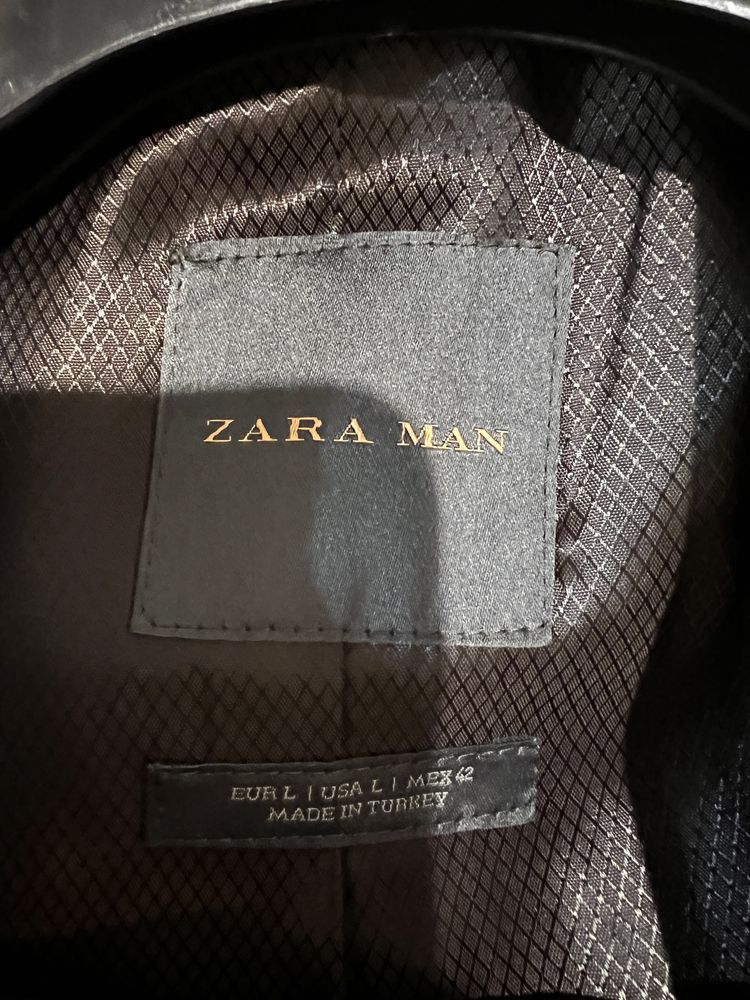 ZARA MAN
EUR L | USA L | MEX 42
MADE IN TURKEY